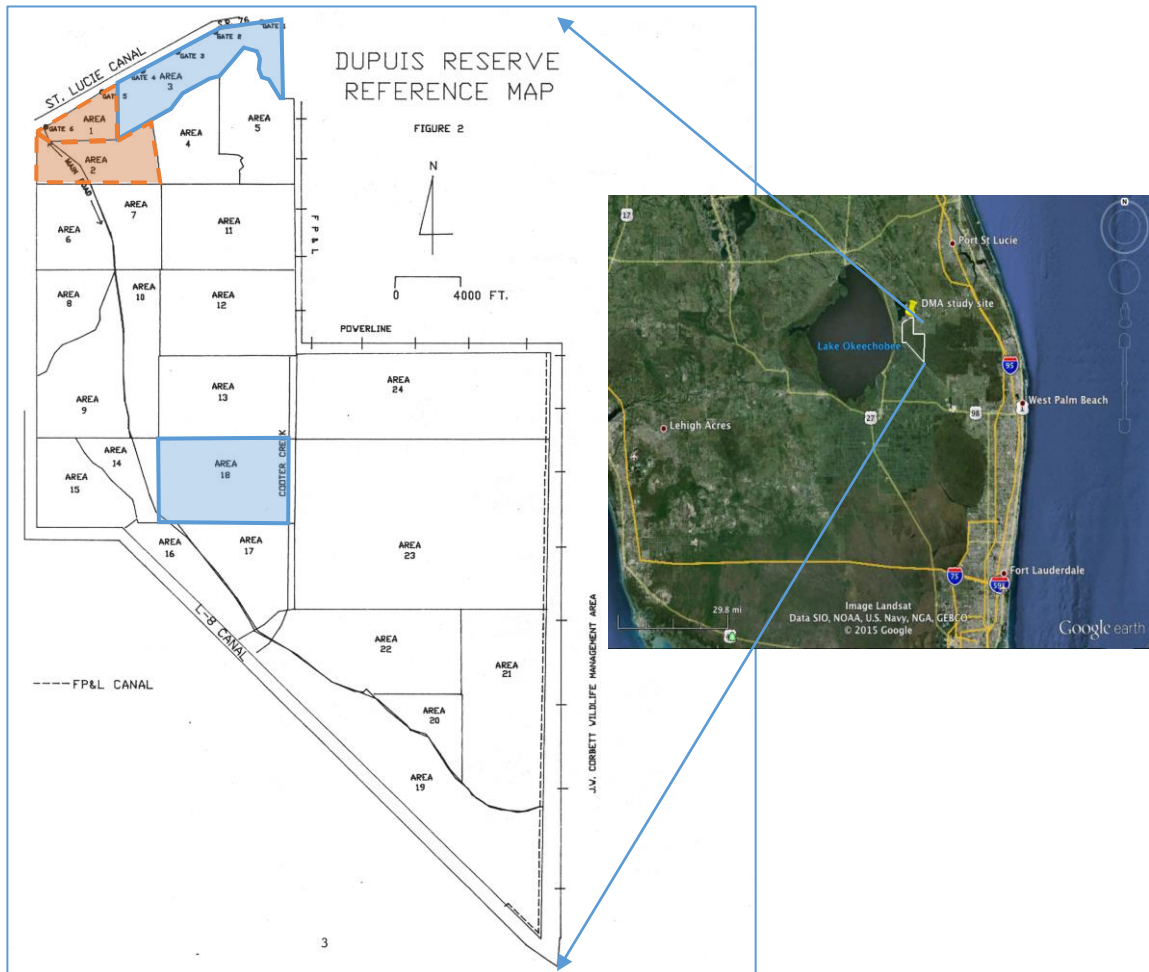 S.R. 76
GATE 1
GATE 2
GATE 3
GATE 4
GATE 5
GATE 6
ST. LUCIE CANAL
DUPUIS RESERVE
REFERENCE MAP
FIGURE 2
N
0 4000 FT.
AREA
3
AREA
1
AREA
2
MAIN ROAD
AREA
4
AREA
5
FP&L
AREA
6
AREA
7
AREA
11
AREA
8
AREA
10
AREA
12
POWERLINE
AREA
9
AREA
13
AREA
24
AREA
14
AREA
15
AREA
18
COOTER CREEK
AREA
16
AREA
17
AREA
23
L-8 CANAL
AREA
22
AREA
21
AREA
20
AREA
19
J.W. CORBETT WILDLIFE MANAGEMENT AREA
----FP&L CANAL
3
17
N
Port St Lucie
DMA study site
Lake Okeechobee
95
27
98
1
West Palm Beach
Lehigh Acres
75
595
Fort Lauderdale
29.8 mi
Image Landsat
Data SIO, NOAA, U.S. Navy, NGA, GEBCO
© 2015 Google
Google earth